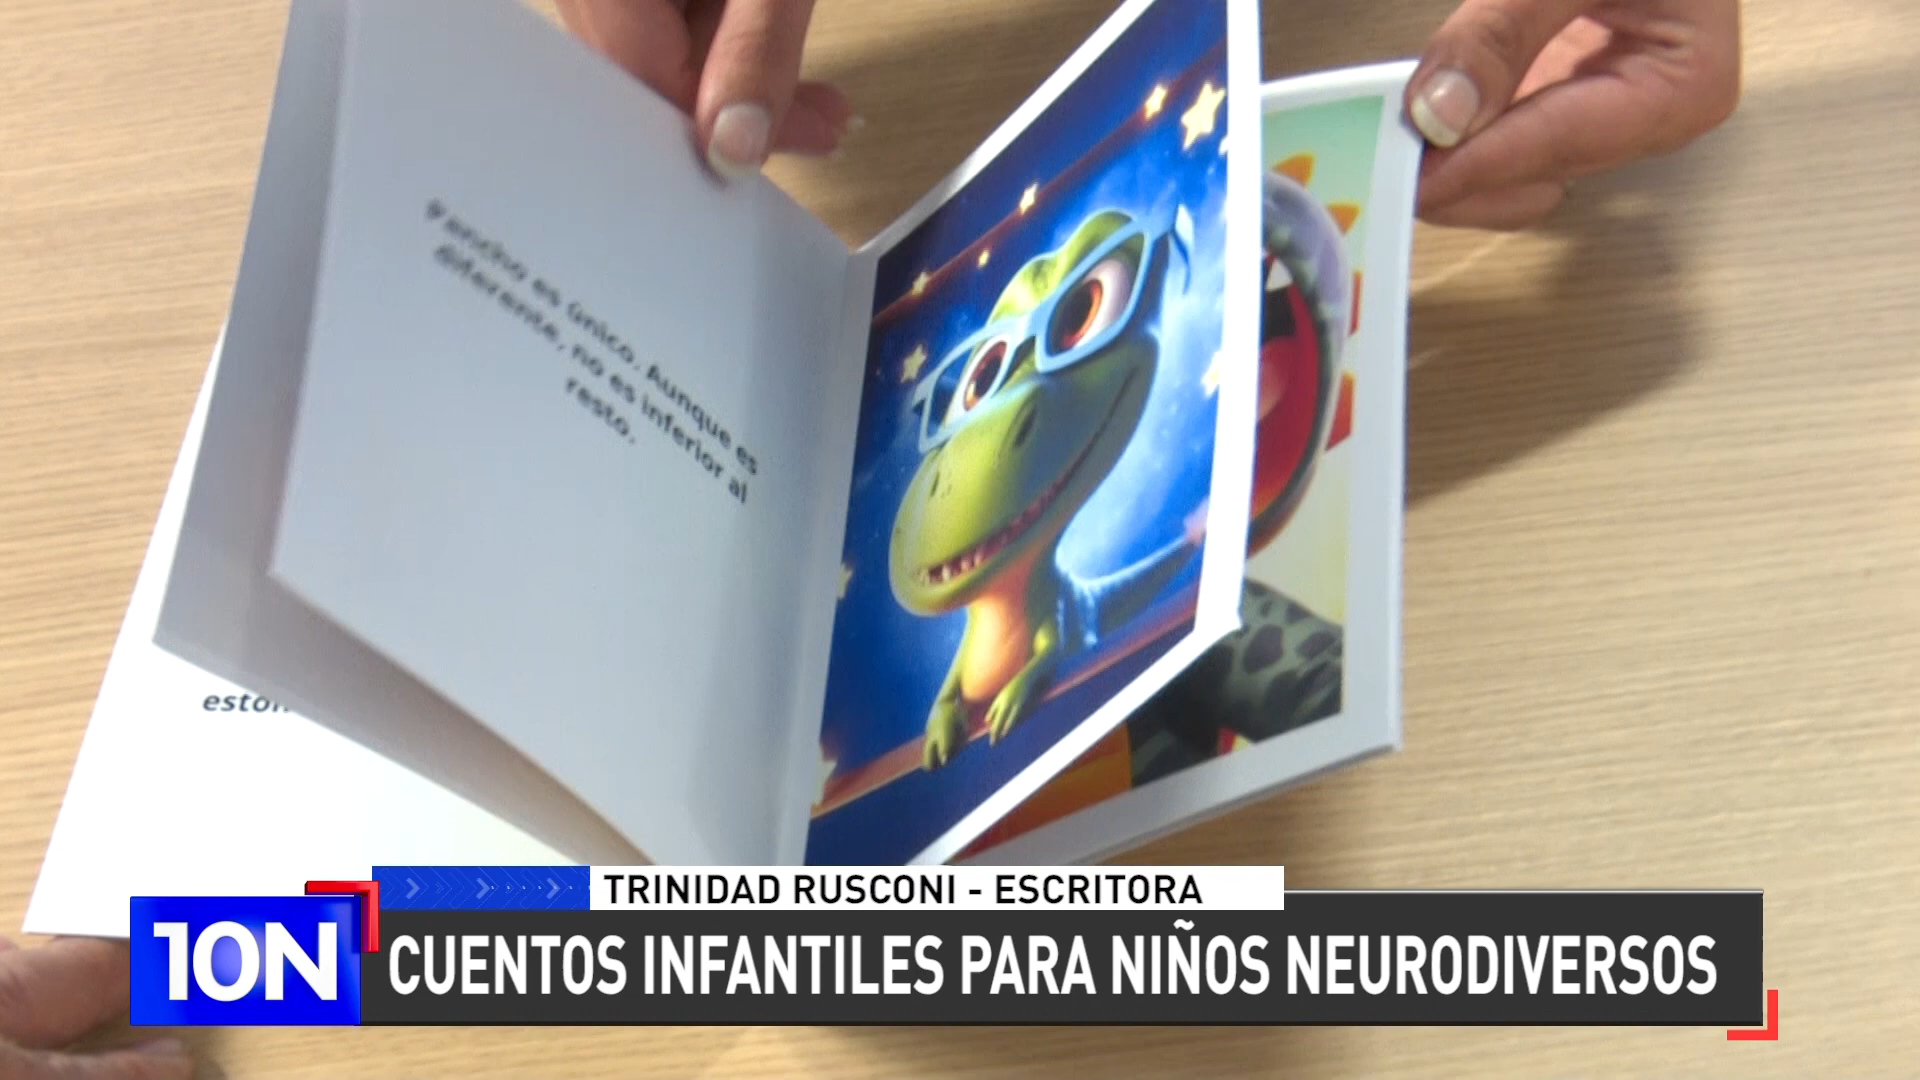 Pancho es único. Aunque es
diferente, no es inferior al
resto.
TRINIDAD RUSCONI - ESCRITORA
10N
CUENTOS INFANTILES PARA NIÑOS NEURODIVERSOS